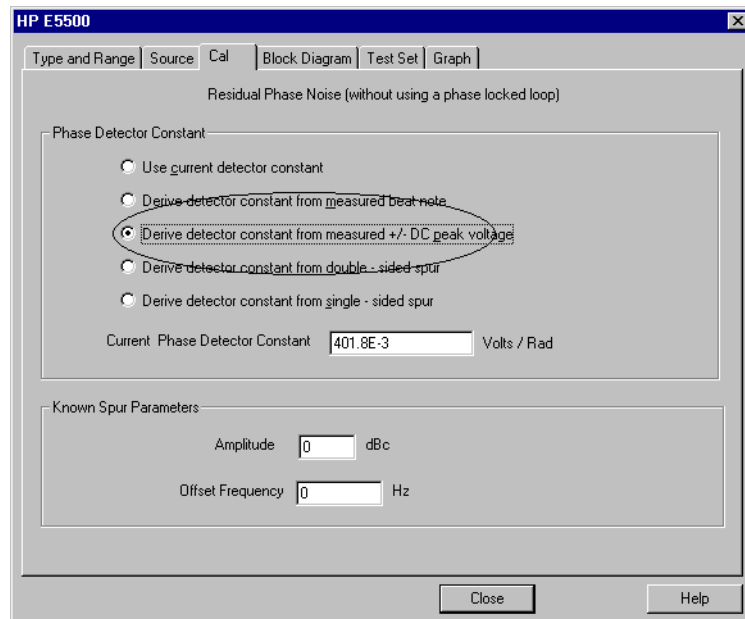 HP E5500
Type and Range Source Cal Block Diagram Test Set Graph
Residual Phase Noise (without using a phase locked loop)
Phase Detector Constant
Use current detector constant
Derive detector constant from measured beat note
Derive detector constant from measured +/- DC peak voltage
Derive detector constant from double - sided spur
Derive detector constant from single - sided spur
Current Phase Detector Constant 401.8E-3 Volts / Rad
Known Spur Parameters
Amplitude 0 dBc
Offset Frequency 0 Hz
Close Help